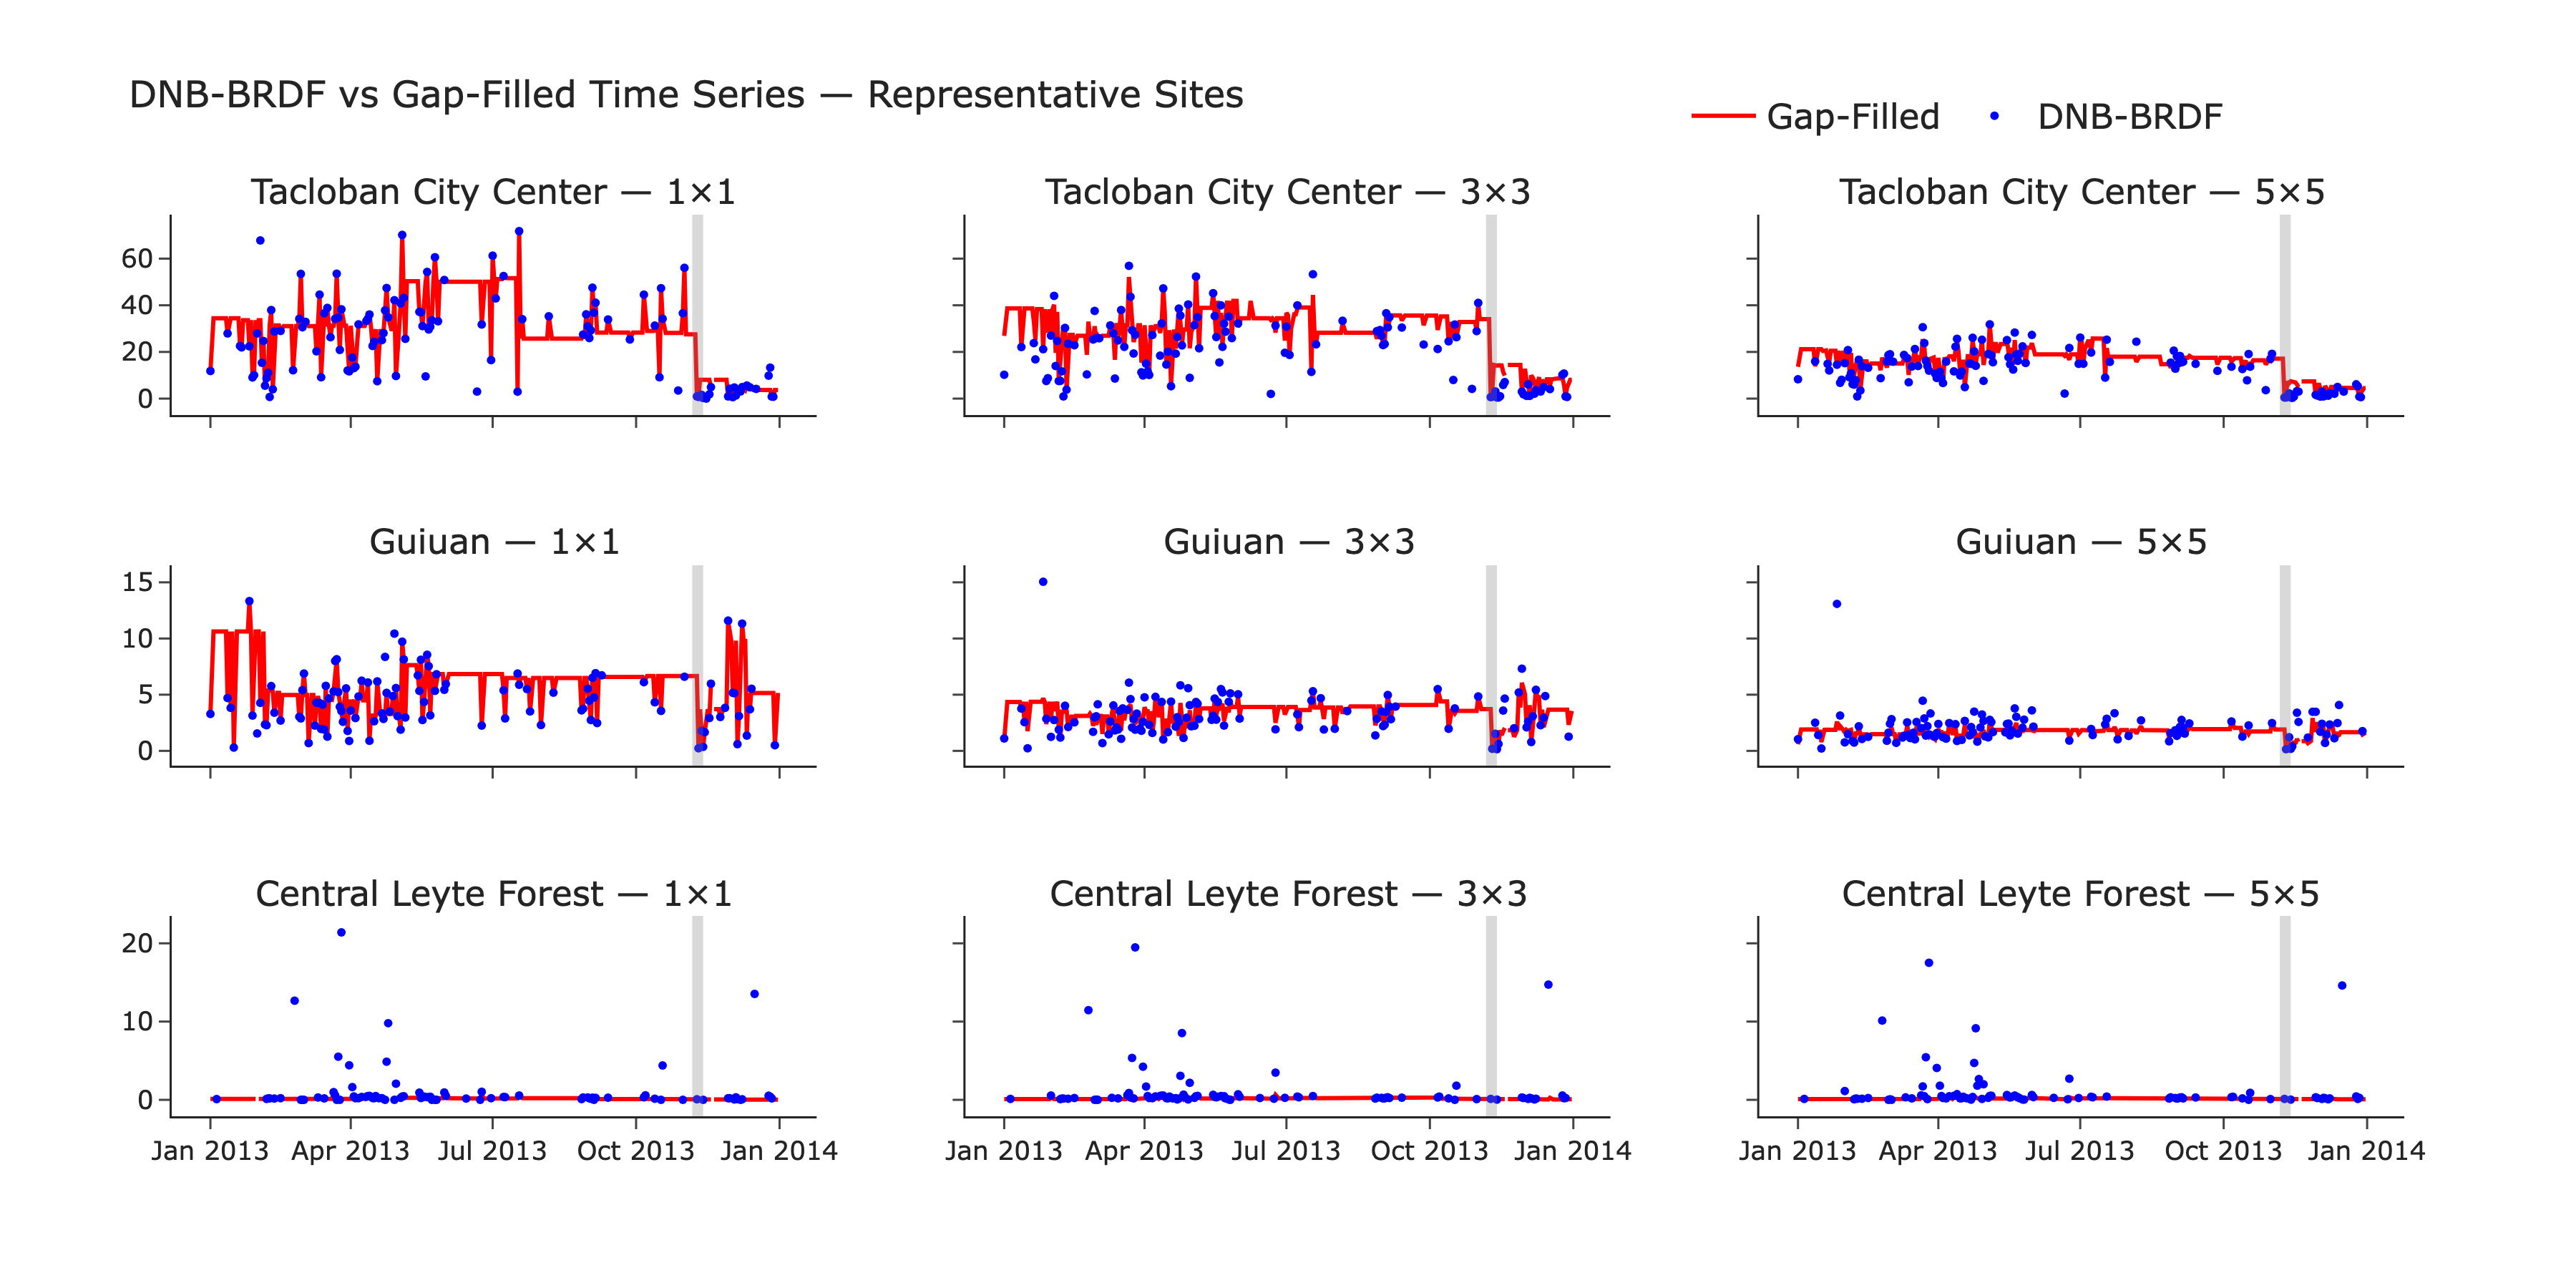 DNB-BRDF vs Gap-Filled Time Series — Representative Sites
Gap-Filled DNB-BRDF
Tacloban City Center — 1×1
Tacloban City Center — 3×3
Tacloban City Center — 5×5
60
40
20
0
Guiuan — 1×1
Guiuan — 3×3
Guiuan — 5×5
15
10
5
0
Central Leyte Forest — 1×1
Central Leyte Forest — 3×3
Central Leyte Forest — 5×5
20
10
0
Jan 2013 Apr 2013 Jul 2013 Oct 2013 Jan 2014
Jan 2013 Apr 2013 Jul 2013 Oct 2013 Jan 2014
Jan 2013 Apr 2013 Jul 2013 Oct 2013 Jan 2014